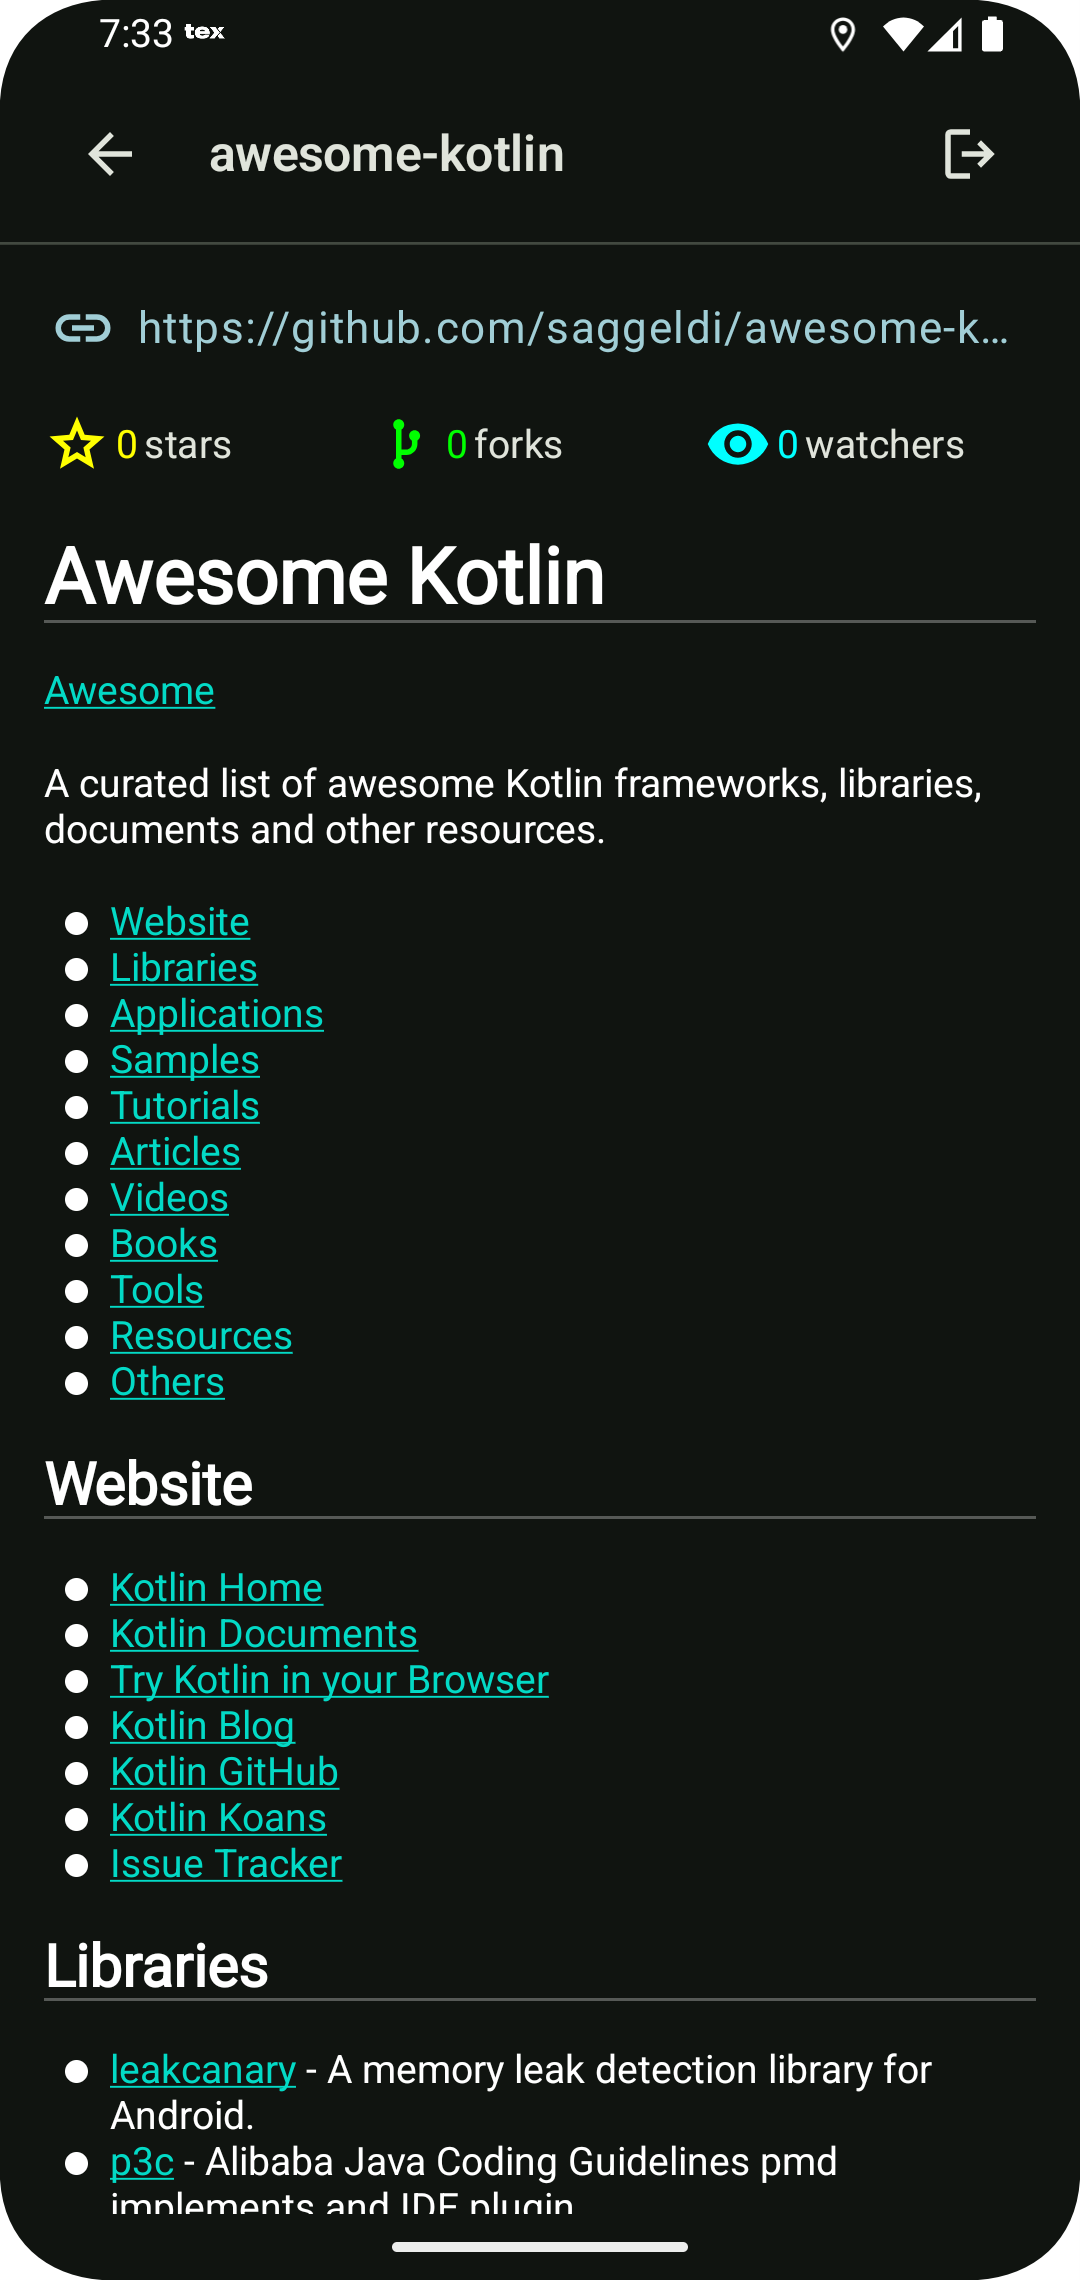 7:33 tex
awesome-kotlin
https://github.com/saggeldi/awesome-k...
0 stars 0 forks 0 watchers
Awesome Kotlin
Awesome
A curated list of awesome Kotlin frameworks, libraries,
documents and other resources.
Website
Libraries
Applications
Samples
Tutorials
Articles
Videos
Books
Tools
Resources
Others
Website
Kotlin Home
Kotlin Documents
Try Kotlin in your Browser
Kotlin Blog
Kotlin GitHub
Kotlin Koans
Issue Tracker
Libraries
leakcanary - A memory leak detection library for
Android.
p3c - Alibaba Java Coding Guidelines pmd
implements and IDE plugin